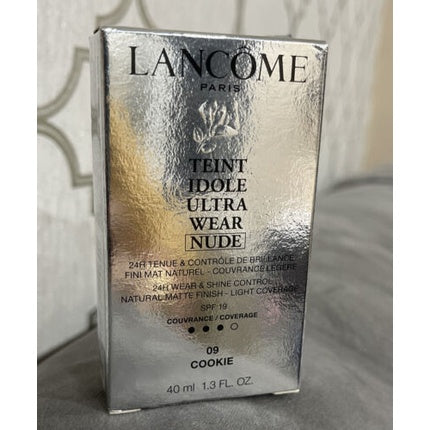 LANCÔME
PARIS
TEINT
IDOLE
ULTRA
WEAR
NUDE
24H TENUE & CONTRÔLE DE BRILLANCE
FINI MAT NATUREL - COUVRANCE LÉGÈRE
24H WEAR & SHINE CONTROL
NATURAL MATTE FINISH - LIGHT COVERAGE
SPF 19
COUVRANCE / COVERAGE
09
COOKIE
40 ml 1.3 FL. OZ.